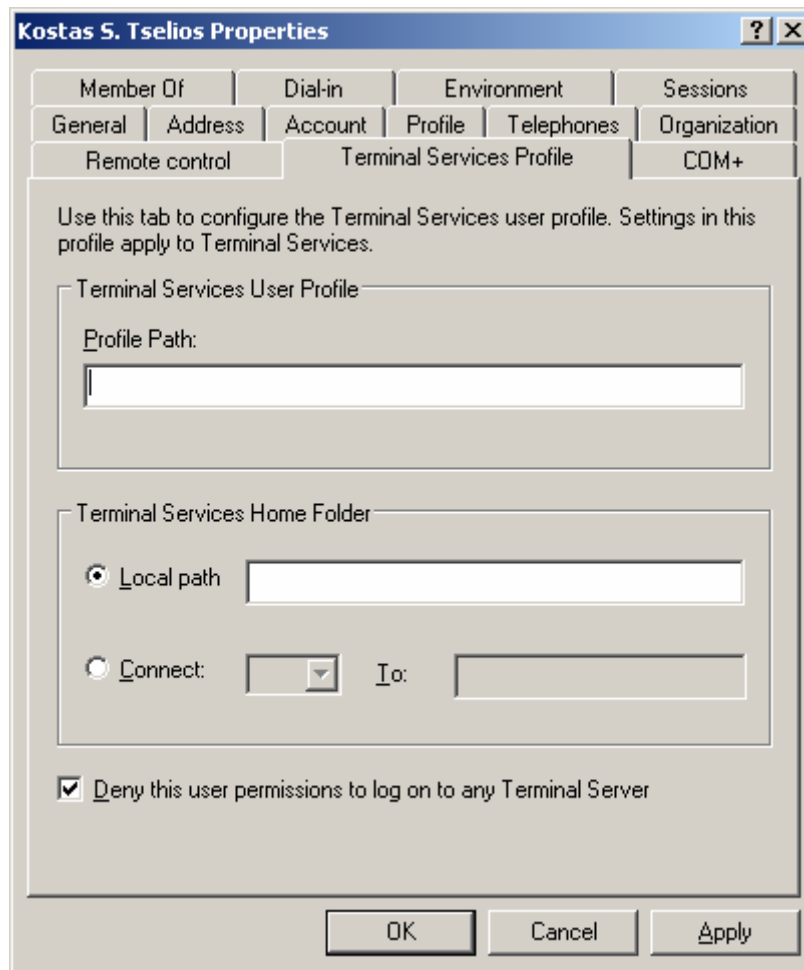 Kostas S. Tselios Properties
Member Of Dial-in Environment Sessions
General Address Account Profile Telephones Organization
Remote control Terminal Services Profile COM+
Use this tab to configure the Terminal Services user profile. Settings in this
profile apply to Terminal Services.
Terminal Services User Profile
Profile Path:
Terminal Services Home Folder
Local path
Connect: To:
Deny this user permissions to log on to any Terminal Server
OK Cancel Apply